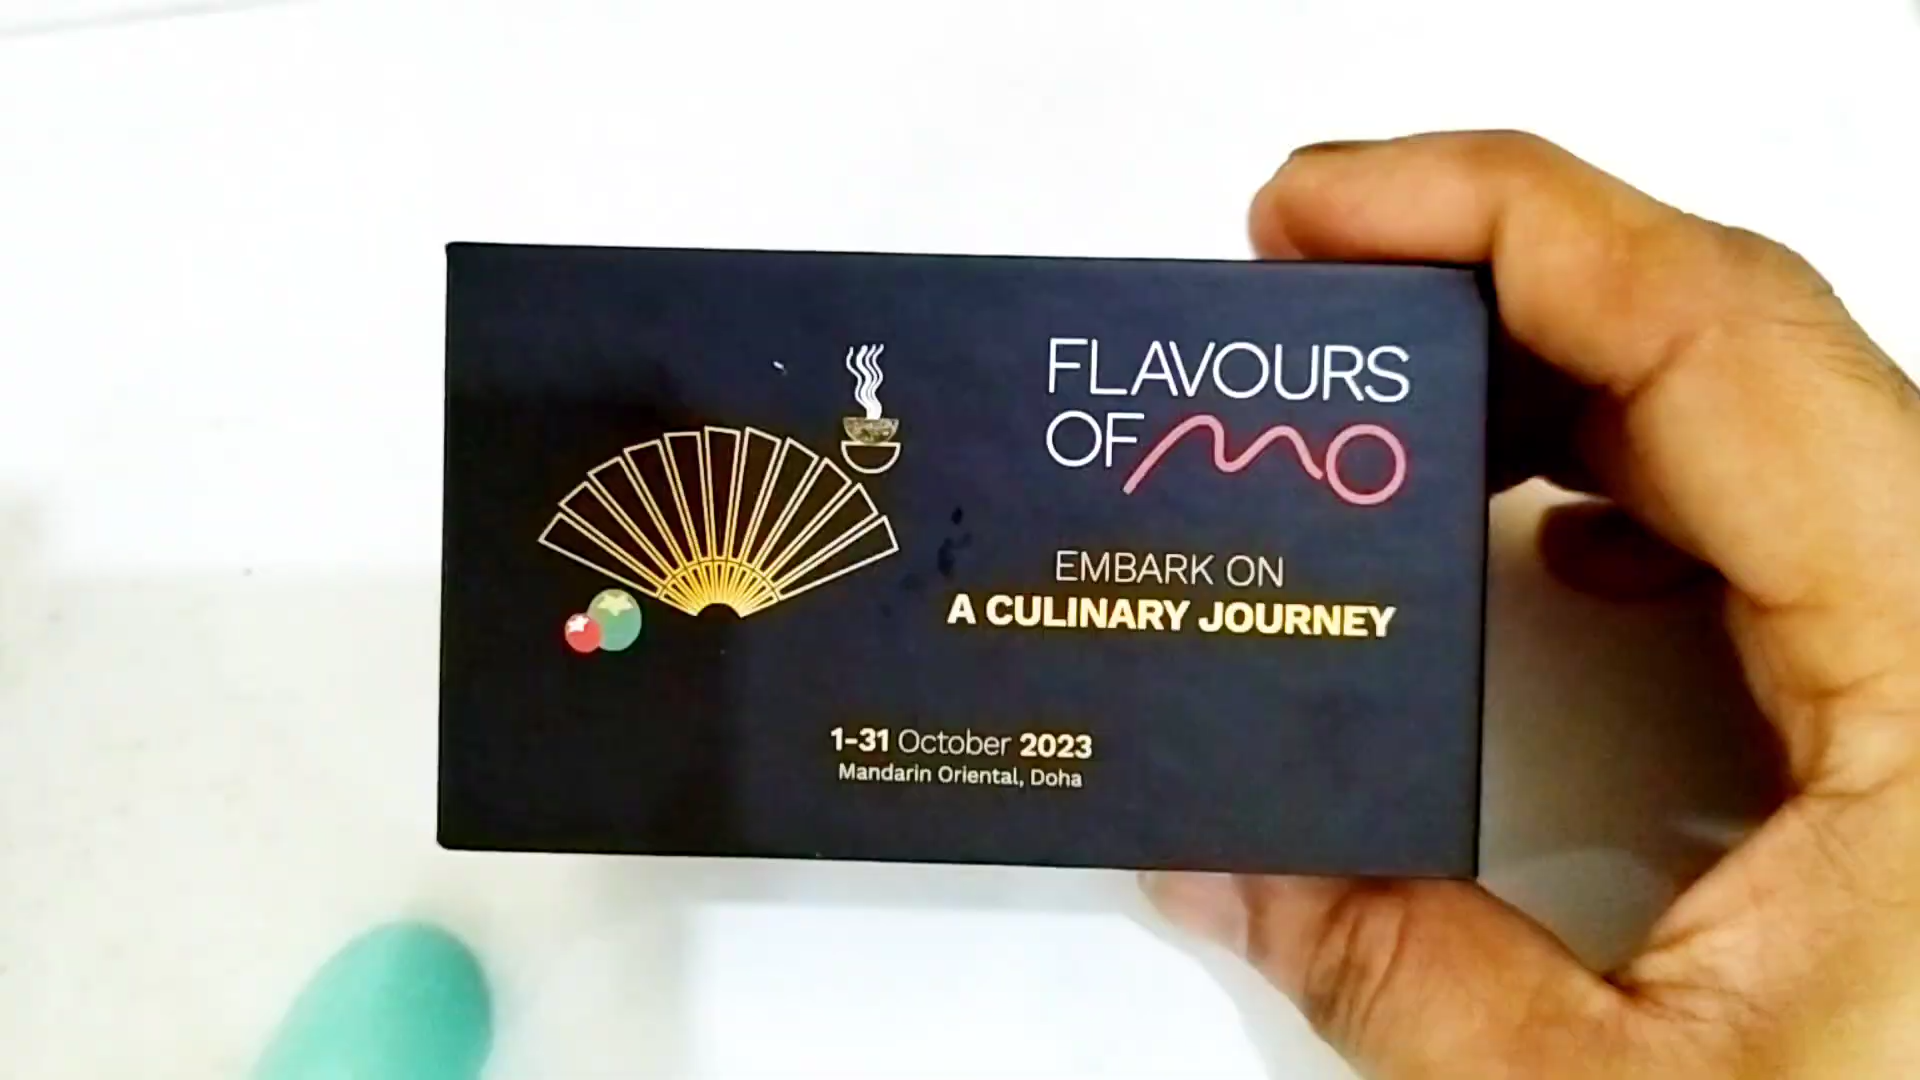 FLAVOURS
OF MO
EMBARK ON
A CULINARY JOURNEY
1-31 October 2023
Mandarin Oriental, Doha